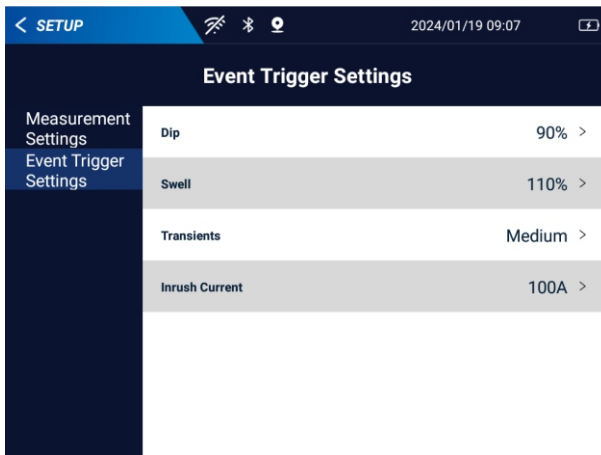 < SETUP
2024/01/19 09:07
Event Trigger Settings
Measurement
Settings
Event Trigger
Settings
Dip 90% >
Swell 110% >
Transients Medium >
Inrush Current 100A >